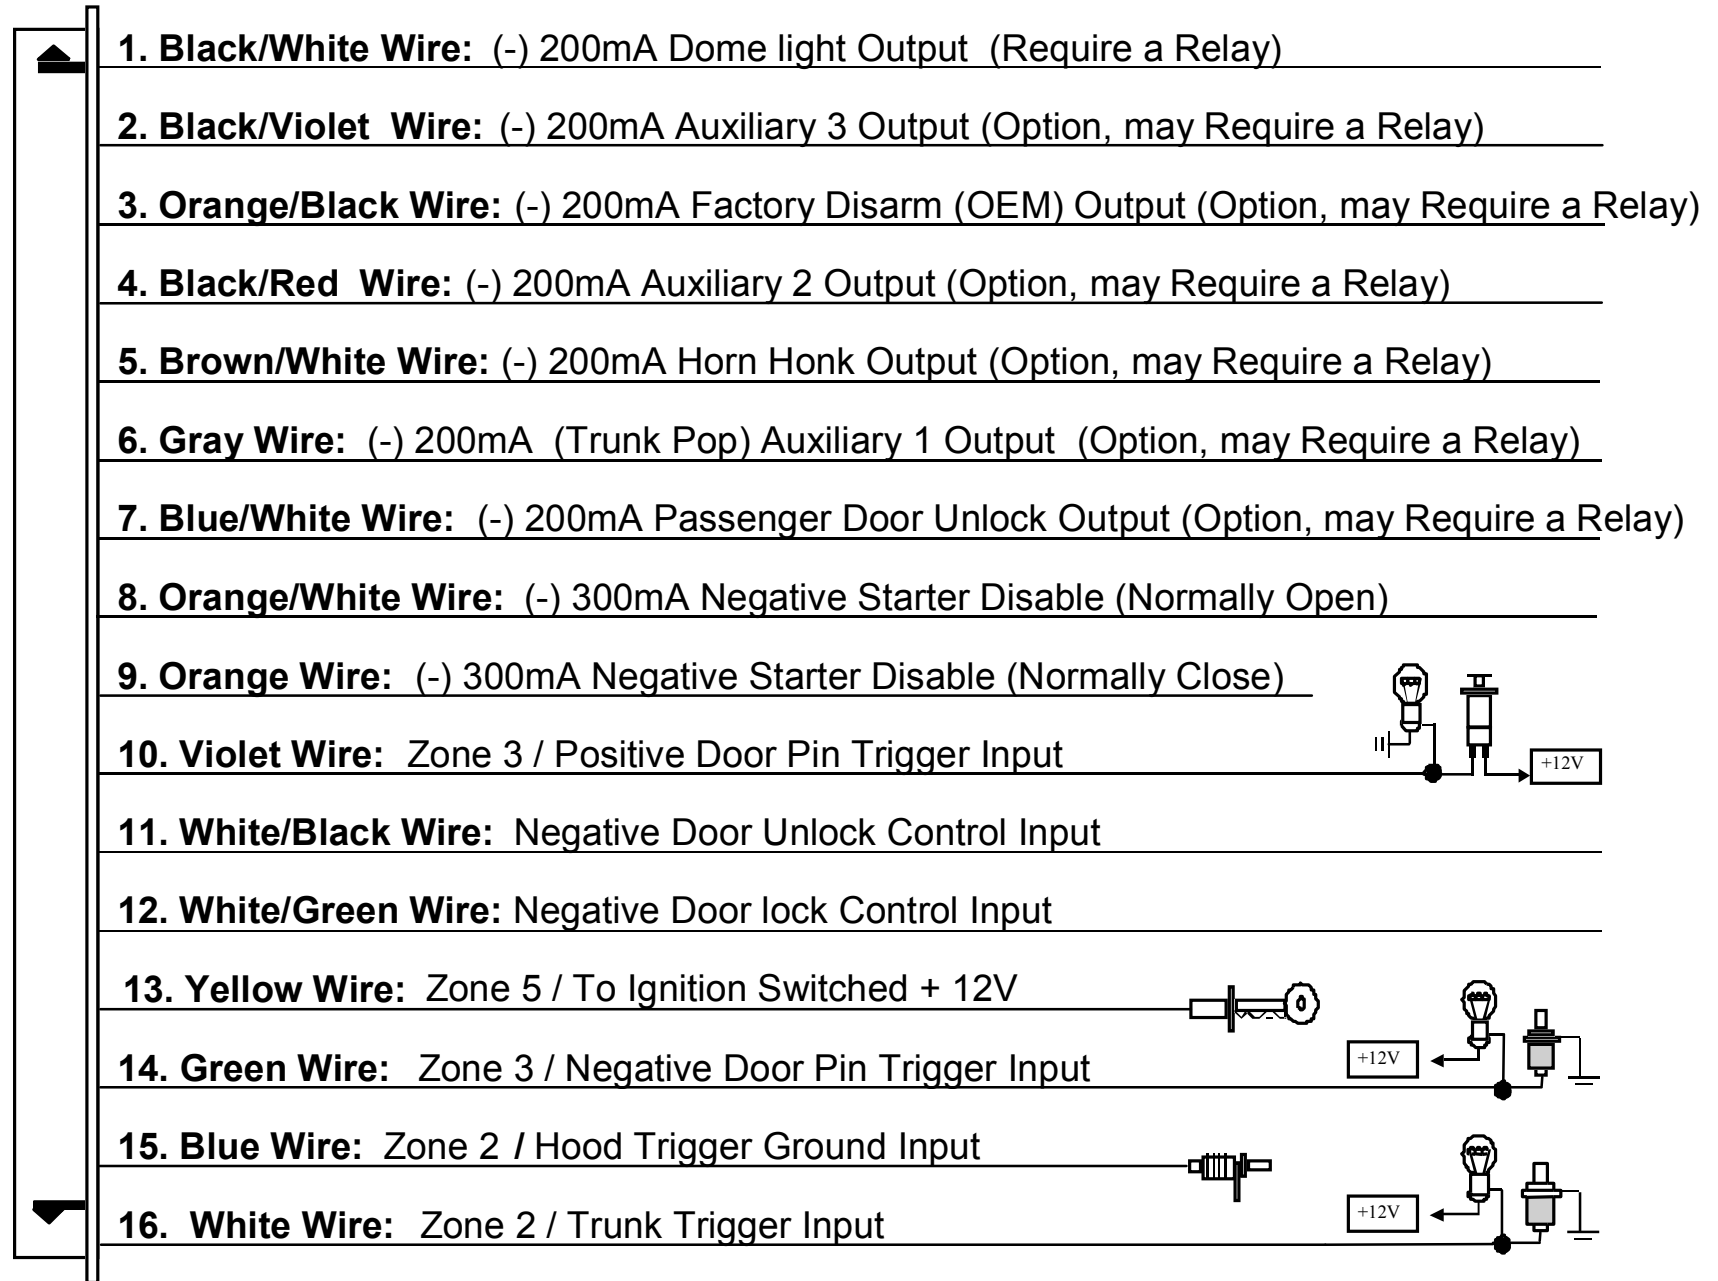 1. Black/White Wire: (-) 200mA Dome light Output (Require a Relay)
2. Black/Violet Wire: (-) 200mA Auxiliary 3 Output (Option, may Require a Relay)
3. Orange/Black Wire: (-) 200mA Factory Disarm (OEM) Output (Option, may Require a Relay)
4. Black/Red Wire: (-) 200mA Auxiliary 2 Output (Option, may Require a Relay)
5. Brown/White Wire: (-) 200mA Horn Honk Output (Option, may Require a Relay)
6. Gray Wire: (-) 200mA (Trunk Pop) Auxiliary 1 Output (Option, may Require a Relay)
7. Blue/White Wire: (-) 200mA Passenger Door Unlock Output (Option, may Require a Relay)
8. Orange/White Wire: (-) 300mA Negative Starter Disable (Normally Open)
9. Orange Wire: (-) 300mA Negative Starter Disable (Normally Close)
10. Violet Wire: Zone 3 / Positive Door Pin Trigger Input
+12V
11. White/Black Wire: Negative Door Unlock Control Input
12. White/Green Wire: Negative Door lock Control Input
13. Yellow Wire: Zone 5 / To Ignition Switched + 12V
14. Green Wire: Zone 3 / Negative Door Pin Trigger Input
+12V
15. Blue Wire: Zone 2 / Hood Trigger Ground Input
16. White Wire: Zone 2 / Trunk Trigger Input
+12V